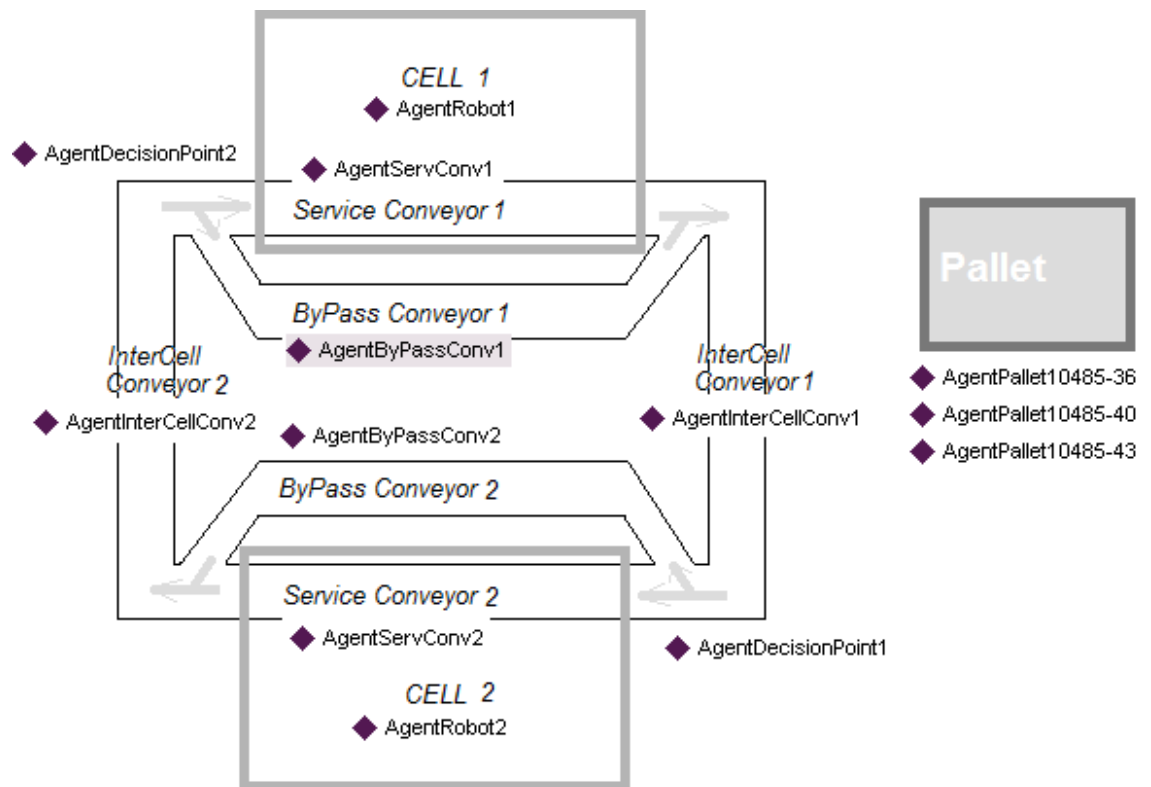 CELL 1
AgentRobot1
AgentDecisionPoint2
AgentServConv1
Service Conveyor 1
Pallet
ByPass Conveyor 1
AgentByPassConv1
InterCell
Conveyor 2
InterCell
Conveyor 1
AgentPallet10485-36
AgentInterCellConv2
AgentByPassConv2
AgentInterCellConv1
AgentPallet10485-40
AgentPallet10485-43
ByPass Conveyor 2
Service Conveyor 2
AgentServConv2
AgentDecisionPoint1
CELL 2
AgentRobot2